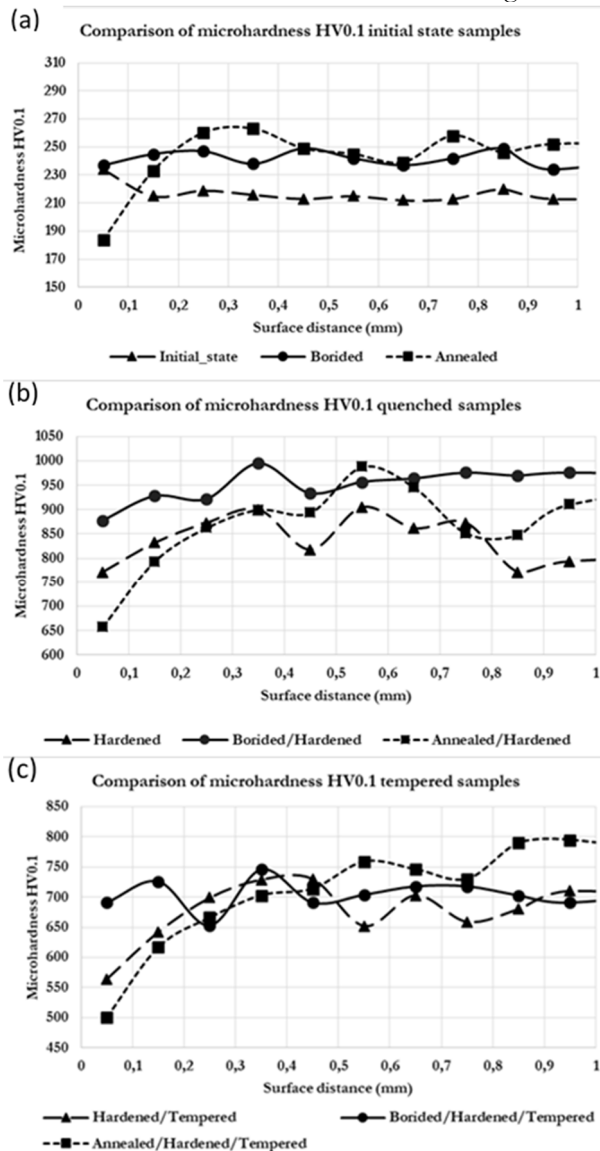 (a)
Comparison of microhardness HV0.1 initial state samples
Microhardness HV0.1
310
290
270
250
230
210
190
170
150
0 0,1 0,2 0,3 0,4 0,5 0,6 0,7 0,8 0,9 1
Surface distance (mm)
Initial_state Borided Annealed
(b)
Comparison of microhardness HV0.1 quenched samples
Microhardness HV0.1
1050
1000
950
900
850
800
750
700
650
600
0 0,1 0,2 0,3 0,4 0,5 0,6 0,7 0,8 0,9 1
Surface distance (mm)
Hardened Borided/Hardened Annealed/Hardened
(c)
Comparison of microhardness HV0.1 tempered samples
Microhardness HV0.1
850
800
750
700
650
600
550
500
450
0 0,1 0,2 0,3 0,4 0,5 0,6 0,7 0,8 0,9 1
Surface distance (mm)
Hardened/Tempered Borided/Hardened/Tempered
Annealed/Hardened/Tempered